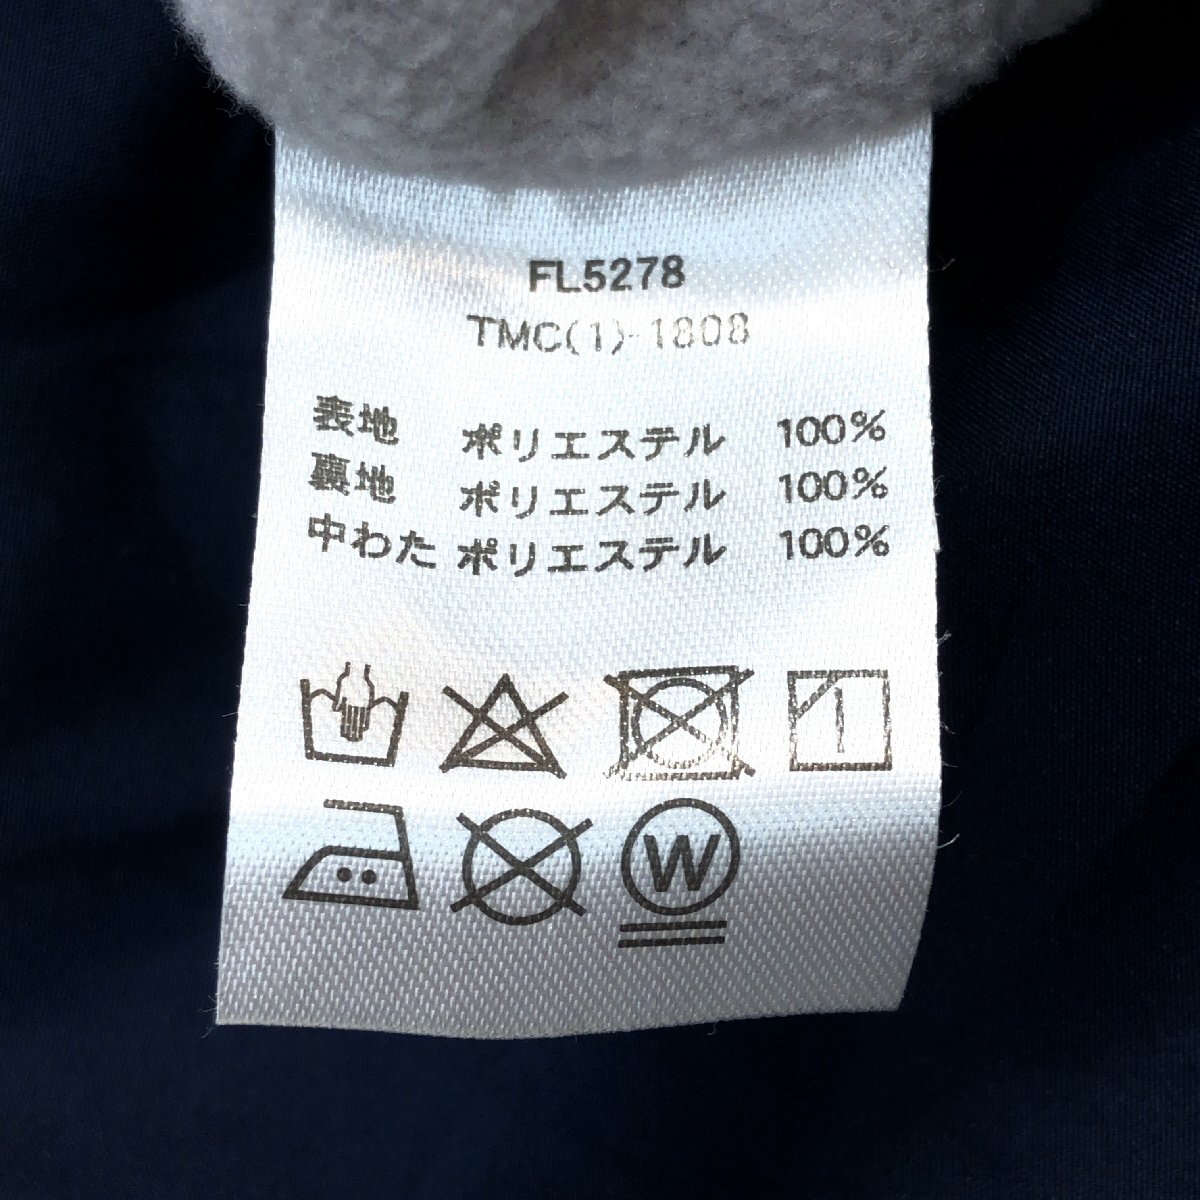 FL5278
TMC(1)-1808
表地 ポリエステル 100%
裏地 ポリエステル 100%
中わた ポリエステル 100%
W